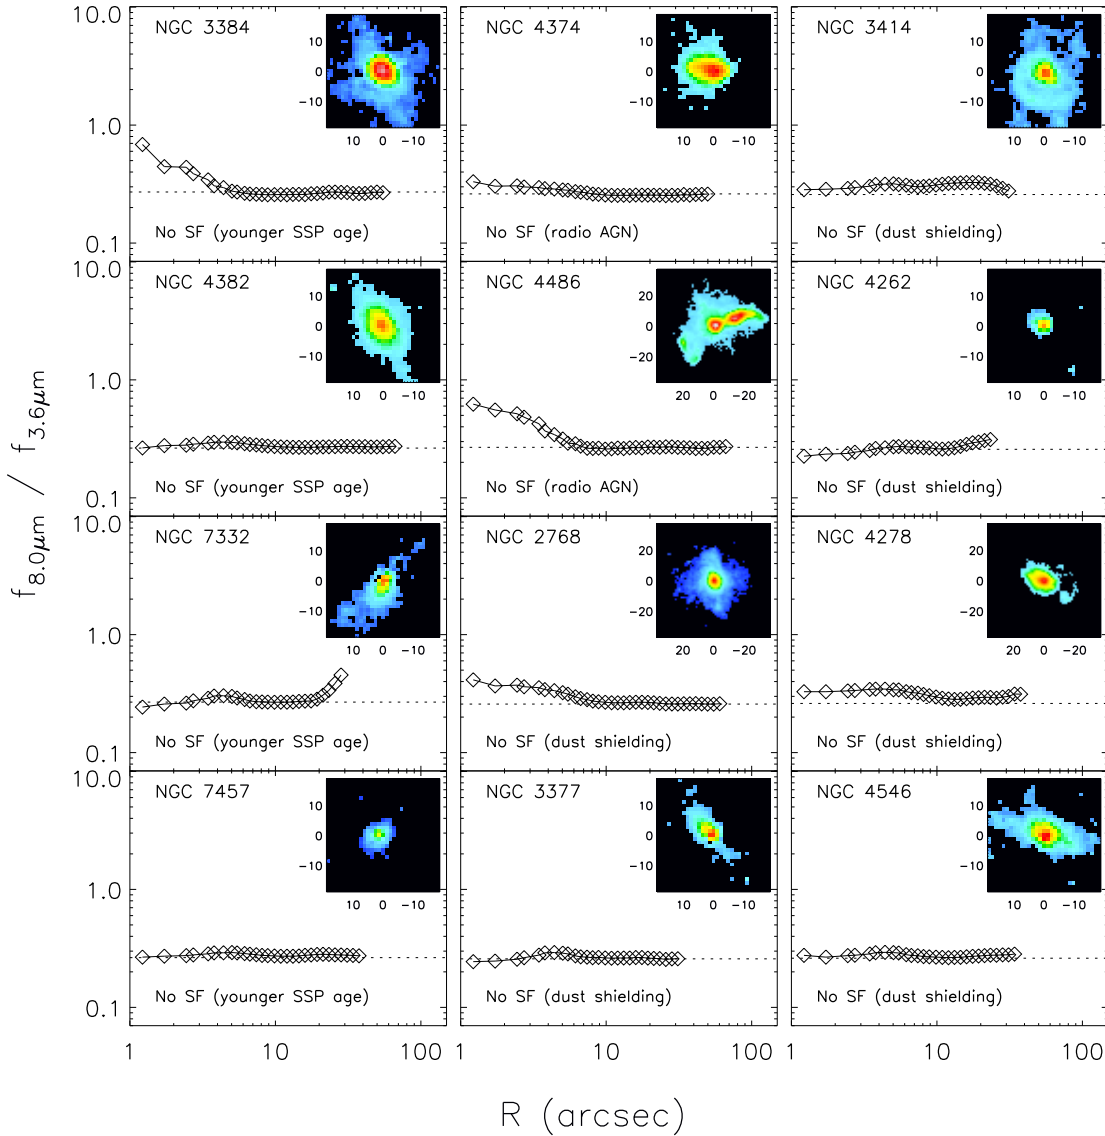 NGC 3384
10
0
-10
10 0 -10
No SF (younger SSP age)
NGC 4374
10
0
-10
10 0 -10
No SF (radio AGN)
NGC 3414
10
0
-10
10 0 -10
No SF (dust shielding)
10.0
1.0
0.1
NGC 4382
10
0
-10
10 0 -10
No SF (younger SSP age)
NGC 4486
20
0
-20
20 0 -20
No SF (radio AGN)
NGC 4262
10
0
-10
10 0 -10
No SF (dust shielding)
10.0
1.0
0.1
NGC 7332
10
0
-10
10 0 -10
No SF (younger SSP age)
NGC 2768
20
0
-20
20 0 -20
No SF (dust shielding)
NGC 4278
20
0
-20
20 0 -20
No SF (dust shielding)
10.0
1.0
0.1
NGC 7457
10
0
-10
10 0 -10
No SF (younger SSP age)
NGC 3377
10
0
-10
10 0 -10
No SF (dust shielding)
NGC 4546
10
0
-10
10 0 -10
No SF (dust shielding)
10.0
1.0
0.1
1 10 100
1 10 100
1 10 100
f8.0μm / f3.6μm
R (arcsec)